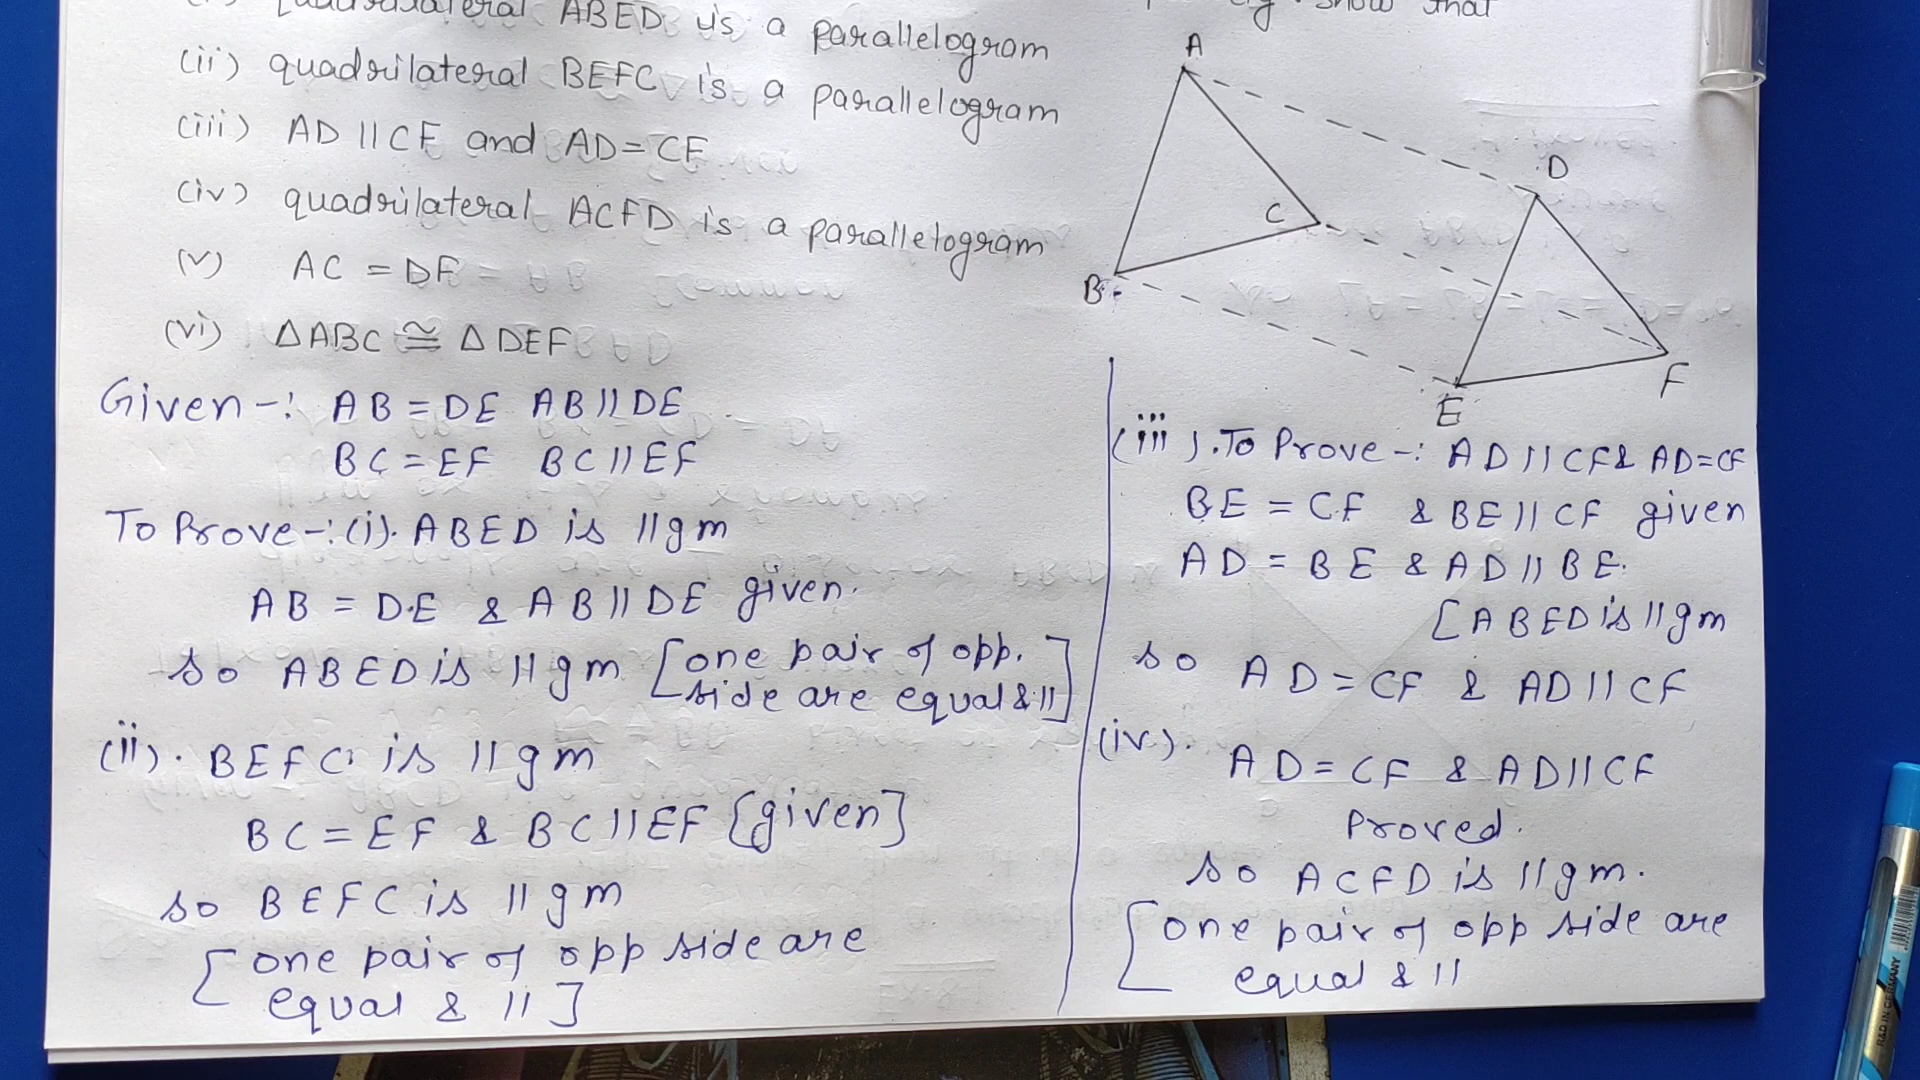 quadrilateral ABED is a parallelogram
show that
(ii) quadrilateral BEFC is a parallelogram
(iii) AD || CF and AD = CF
(iv) quadrilateral ACFD is a parallelogram
(v) AC = DF
(vi) ∆ABC ≅ ∆DEF
A
D
C
B
E
F
Given -: AB = DE AB || DE
BC = EF BC || EF
To Prove -: (i). ABED is ||gm
AB = DE & AB || DE given.
so ABED is ||gm [one pair of opp.
side are equal & ||]
(ii). BEFC is ||gm
BC = EF & BC || EF [given]
so BEFC is ||gm
[one pair of opp side are
equal & ||]
(iii). To Prove -: AD || CF & AD = CF
BE = CF & BE || CF given
AD = BE & AD || BE.
[ABED is ||gm
so AD = CF & AD || CF
(iv). AD = CF & AD || CF
Proved.
so ACFD is ||gm.
[one pair of opp side are
equal & ||